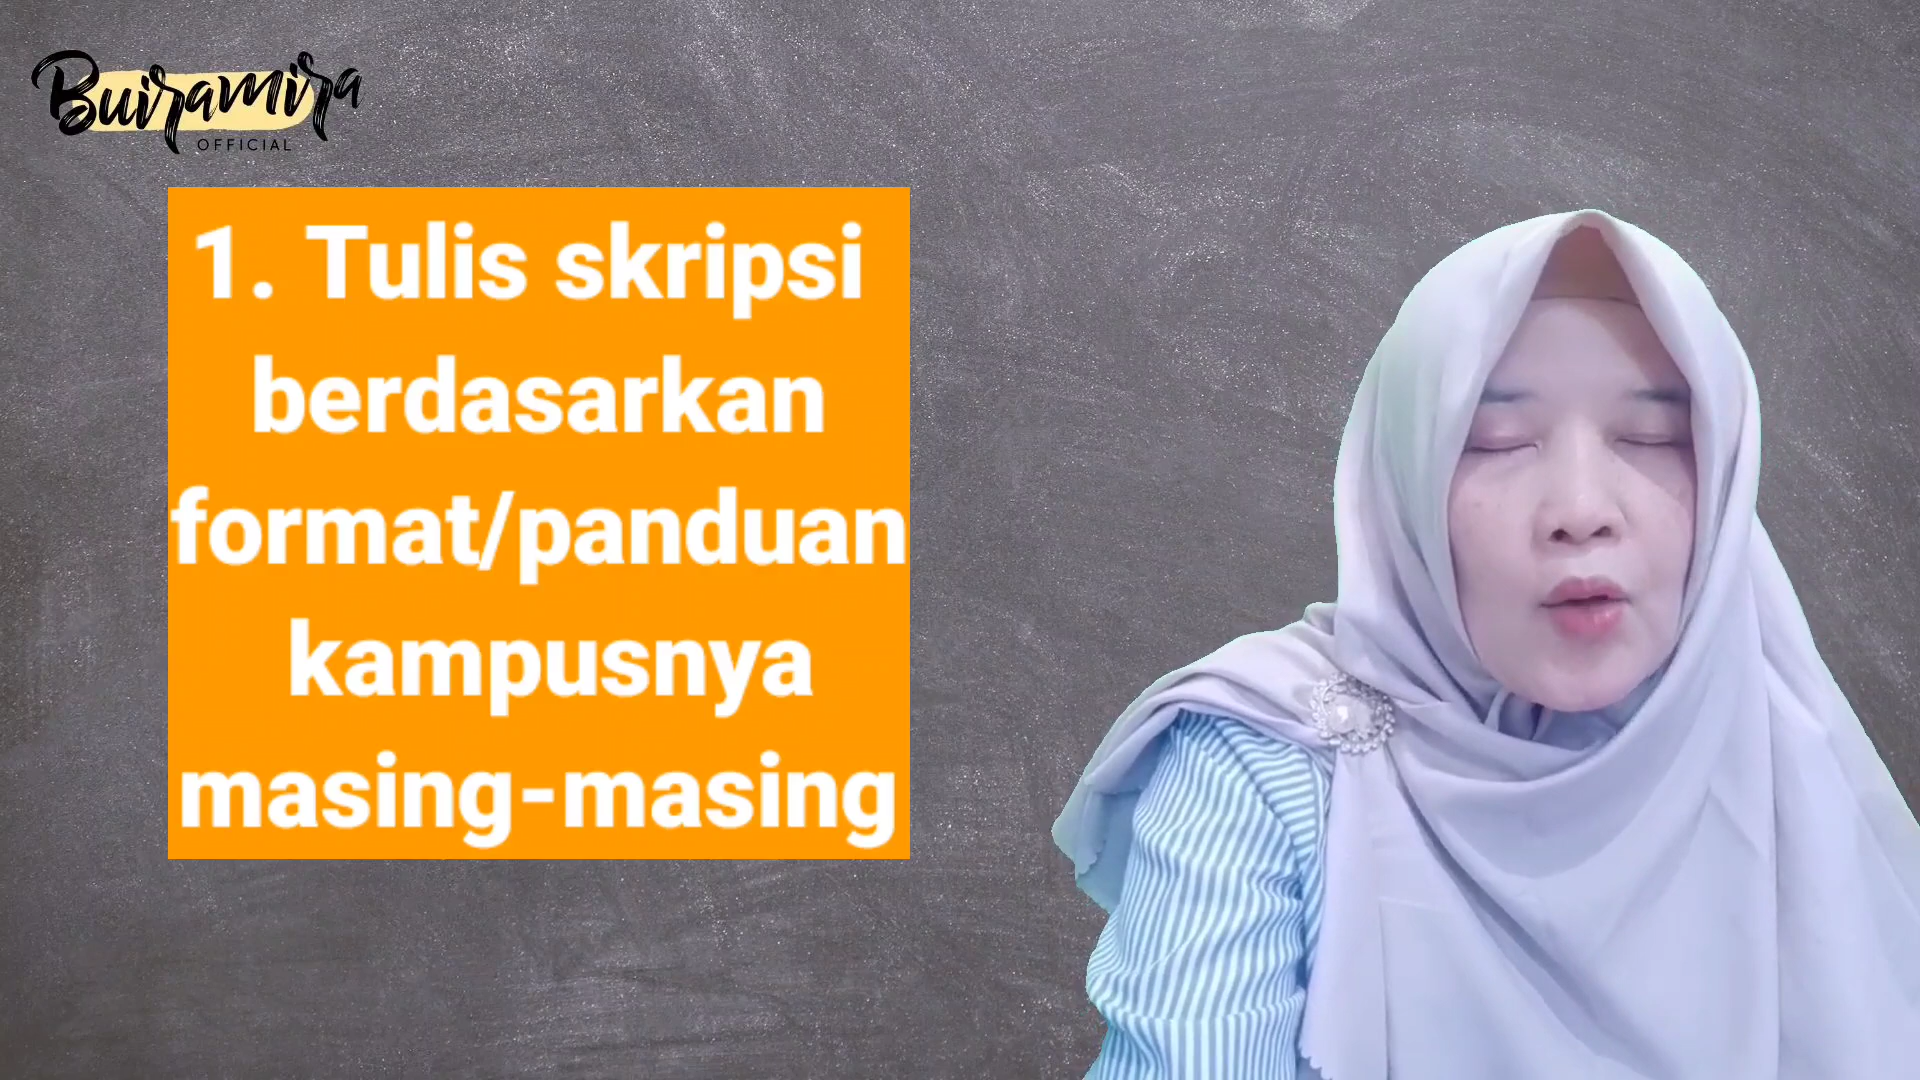 Buiramira
OFFICIAL
1. Tulis skripsi
berdasarkan
format/panduan
kampusnya
masing-masing